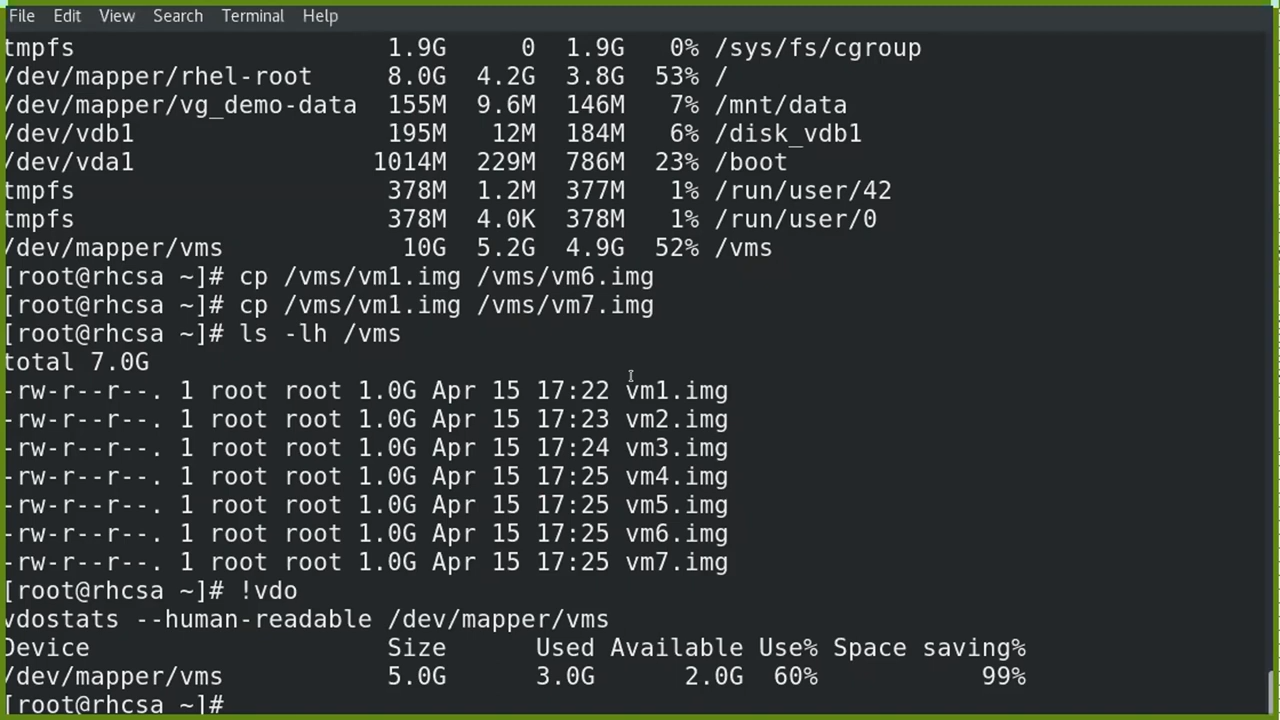 File Edit View Search Terminal Help
tmpfs 1.9G 0 1.9G 0% /sys/fs/cgroup
/dev/mapper/rhel-root 8.0G 4.2G 3.8G 53% /
/dev/mapper/vg_demo-data 155M 9.6M 146M 7% /mnt/data
/dev/vdb1 195M 12M 184M 6% /disk_vdb1
/dev/vda1 1014M 229M 786M 23% /boot
tmpfs 378M 1.2M 377M 1% /run/user/42
tmpfs 378M 4.0K 378M 1% /run/user/0
/dev/mapper/vms 10G 5.2G 4.9G 52% /vms
[root@rhcsa ~]# cp /vms/vm1.img /vms/vm6.img
[root@rhcsa ~]# cp /vms/vm1.img /vms/vm7.img
[root@rhcsa ~]# ls -lh /vms
total 7.0G
-rw-r--r--. 1 root root 1.0G Apr 15 17:22 vm1.img
-rw-r--r--. 1 root root 1.0G Apr 15 17:23 vm2.img
-rw-r--r--. 1 root root 1.0G Apr 15 17:24 vm3.img
-rw-r--r--. 1 root root 1.0G Apr 15 17:25 vm4.img
-rw-r--r--. 1 root root 1.0G Apr 15 17:25 vm5.img
-rw-r--r--. 1 root root 1.0G Apr 15 17:25 vm6.img
-rw-r--r--. 1 root root 1.0G Apr 15 17:25 vm7.img
[root@rhcsa ~]# !vdo
vdostats --human-readable /dev/mapper/vms
Device Size Used Available Use% Space saving%
/dev/mapper/vms 5.0G 3.0G 2.0G 60% 99%
[root@rhcsa ~]#